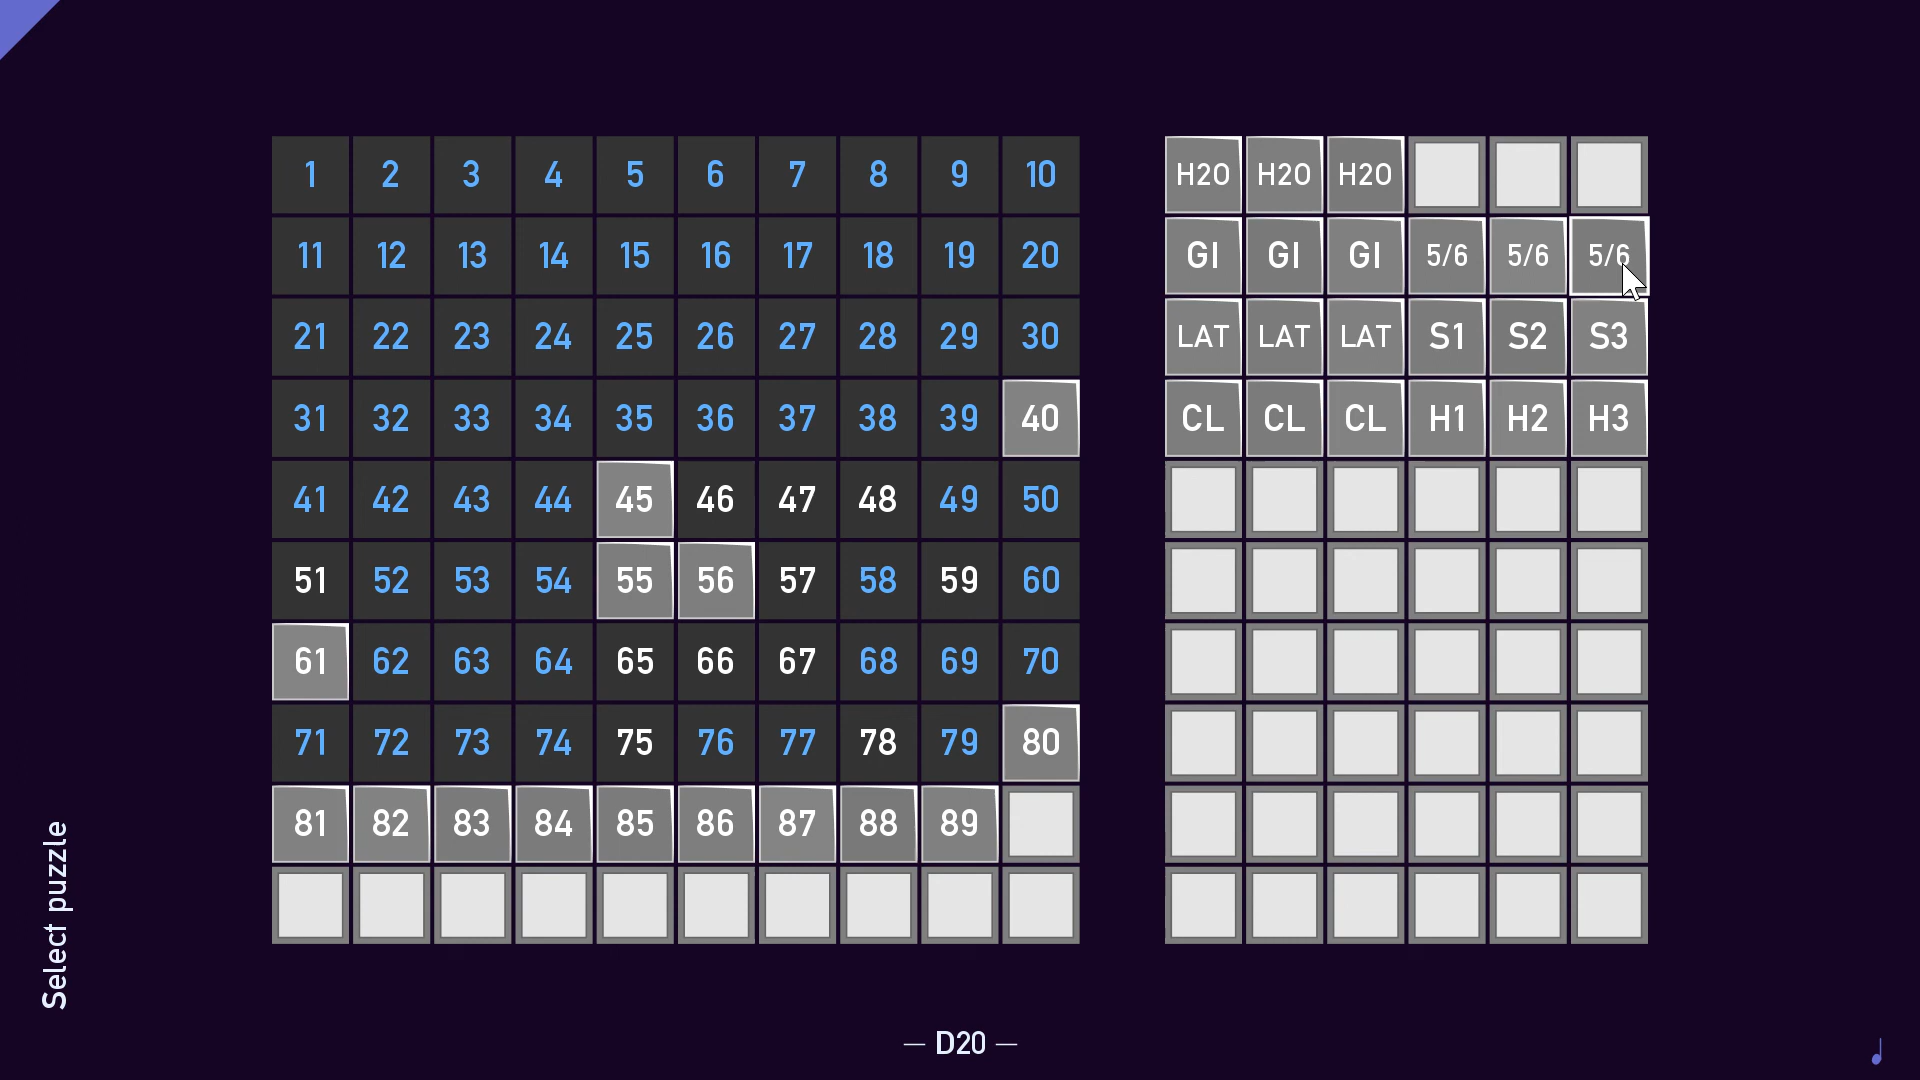 1 2 3 4 5 6 7 8 9 10 H2O H2O H2O
11 12 13 14 15 16 17 18 19 20 GI GI GI 5/6 5/6 5/6
21 22 23 24 25 26 27 28 29 30 LAT LAT LAT S1 S2 S3
31 32 33 34 35 36 37 38 39 40 CL CL CL H1 H2 H3
41 42 43 44 45 46 47 48 49 50
51 52 53 54 55 56 57 58 59 60
61 62 63 64 65 66 67 68 69 70
71 72 73 74 75 76 77 78 79 80
81 82 83 84 85 86 87 88 89
Select puzzle
— D20 —